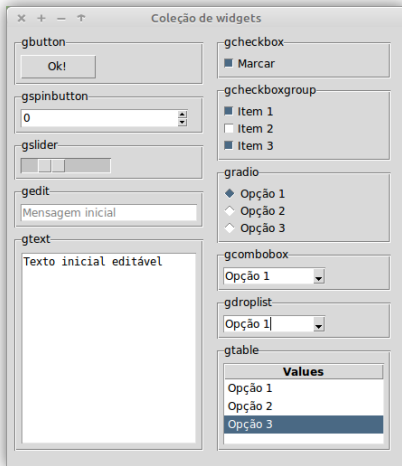 Coleção de widgets
gbutton
Ok!
gspinbutton
0
gslider
gedit
Mensagem inicial
gtext
Texto inicial editável
gcheckbox
Marcar
gcheckboxgroup
Item 1
Item 2
Item 3
gradio
Opção 1
Opção 2
Opção 3
gcombobox
Opção 1
gdroplist
Opção 1
gtable
Values
Opção 1
Opção 2
Opção 3